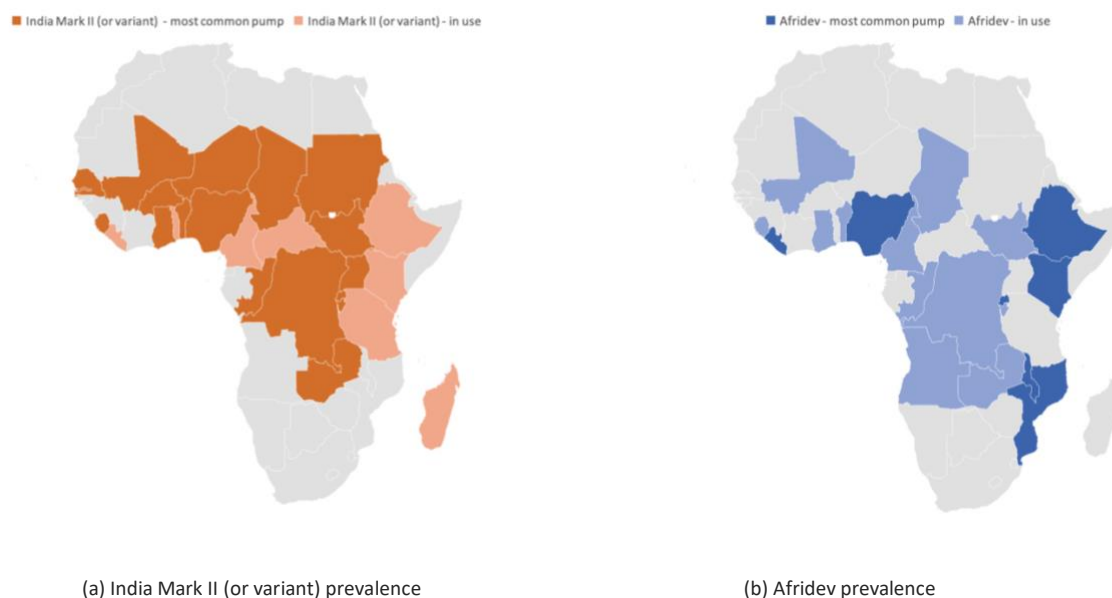 India Mark II (or variant) - most common pump India Mark II (or variant) - in use
Afridev - most common pump Afridev - in use
(a) India Mark II (or variant) prevalence
(b) Afridev prevalence